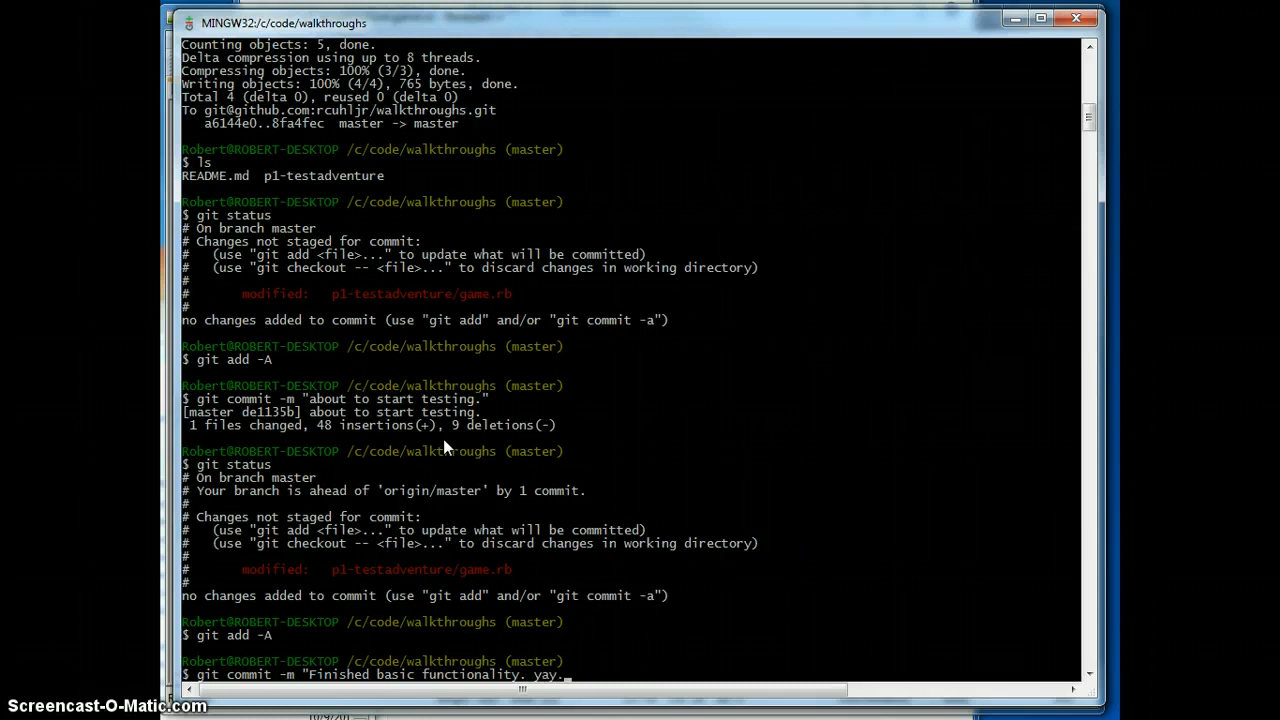 MINGW32:/c/code/walkthroughs
Counting objects: 5, done.
Delta compression using up to 8 threads.
Compressing objects: 100% (3/3), done.
Writing objects: 100% (4/4), 765 bytes, done.
Total 4 (delta 0), reused 0 (delta 0)
To git@github.com:rcuhljr/walkthroughs.git
   a6144e0..8fa4fec  master -> master
Robert@ROBERT-DESKTOP /c/code/walkthroughs (master)
$ ls
README.md  p1-testadventure
Robert@ROBERT-DESKTOP /c/code/walkthroughs (master)
$ git status
# On branch master
# Changes not staged for commit:
#   (use "git add <file>..." to update what will be committed)
#   (use "git checkout -- <file>..." to discard changes in working directory)
#
#       modified:   p1-testadventure/game.rb
#
no changes added to commit (use "git add" and/or "git commit -a")
Robert@ROBERT-DESKTOP /c/code/walkthroughs (master)
$ git add -A
Robert@ROBERT-DESKTOP /c/code/walkthroughs (master)
$ git commit -m "about to start testing."
[master de1135b] about to start testing.
 1 files changed, 48 insertions(+), 9 deletions(-)
Robert@ROBERT-DESKTOP /c/code/walkthroughs (master)
$ git status
# On branch master
# Your branch is ahead of 'origin/master' by 1 commit.
#
# Changes not staged for commit:
#   (use "git add <file>..." to update what will be committed)
#   (use "git checkout -- <file>..." to discard changes in working directory)
#
#       modified:   p1-testadventure/game.rb
#
no changes added to commit (use "git add" and/or "git commit -a")
Robert@ROBERT-DESKTOP /c/code/walkthroughs (master)
$ git add -A
Robert@ROBERT-DESKTOP /c/code/walkthroughs (master)
$ git commit -m "Finished basic functionality. yay._
Screencast-O-Matic.com